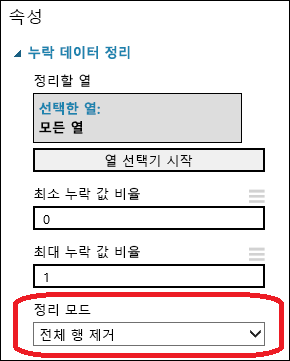 속성
누락 데이터 정리
정리할 열
선택한 열:
모든 열
열 선택기 시작
최소 누락 값 비율
0
최대 누락 값 비율
1
정리 모드
전체 행 제거